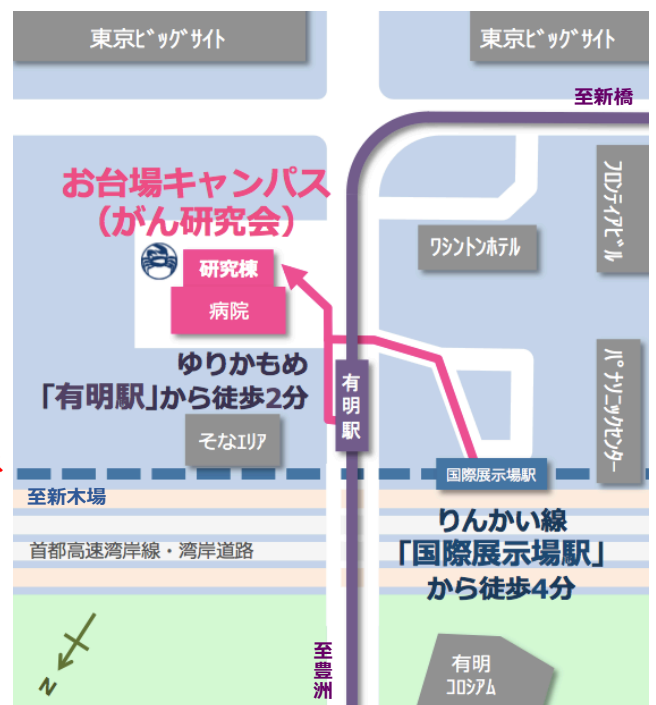 東京ﾋﾞｯｸﾞｻｲﾄ
東京ﾋﾞｯｸﾞｻｲﾄ
至新橋
お台場キャンパス
（がん研究会）
ﾌﾛﾝﾃｨｱﾋﾞﾙ
ﾜｼﾝﾄﾝﾎﾃﾙ
研究棟
病院
ゆりかもめ
「有明駅」から徒歩2分
有明駅
ﾊﾟﾅｿﾆｯｸｾﾝﾀｰ
そなｴﾘｱ
国際展示場駅
至新木場
りんかい線
「国際展示場駅」
から徒歩4分
首都高速湾岸線・湾岸道路
至豊洲
有明
ｺﾛｼｱﾑ
N